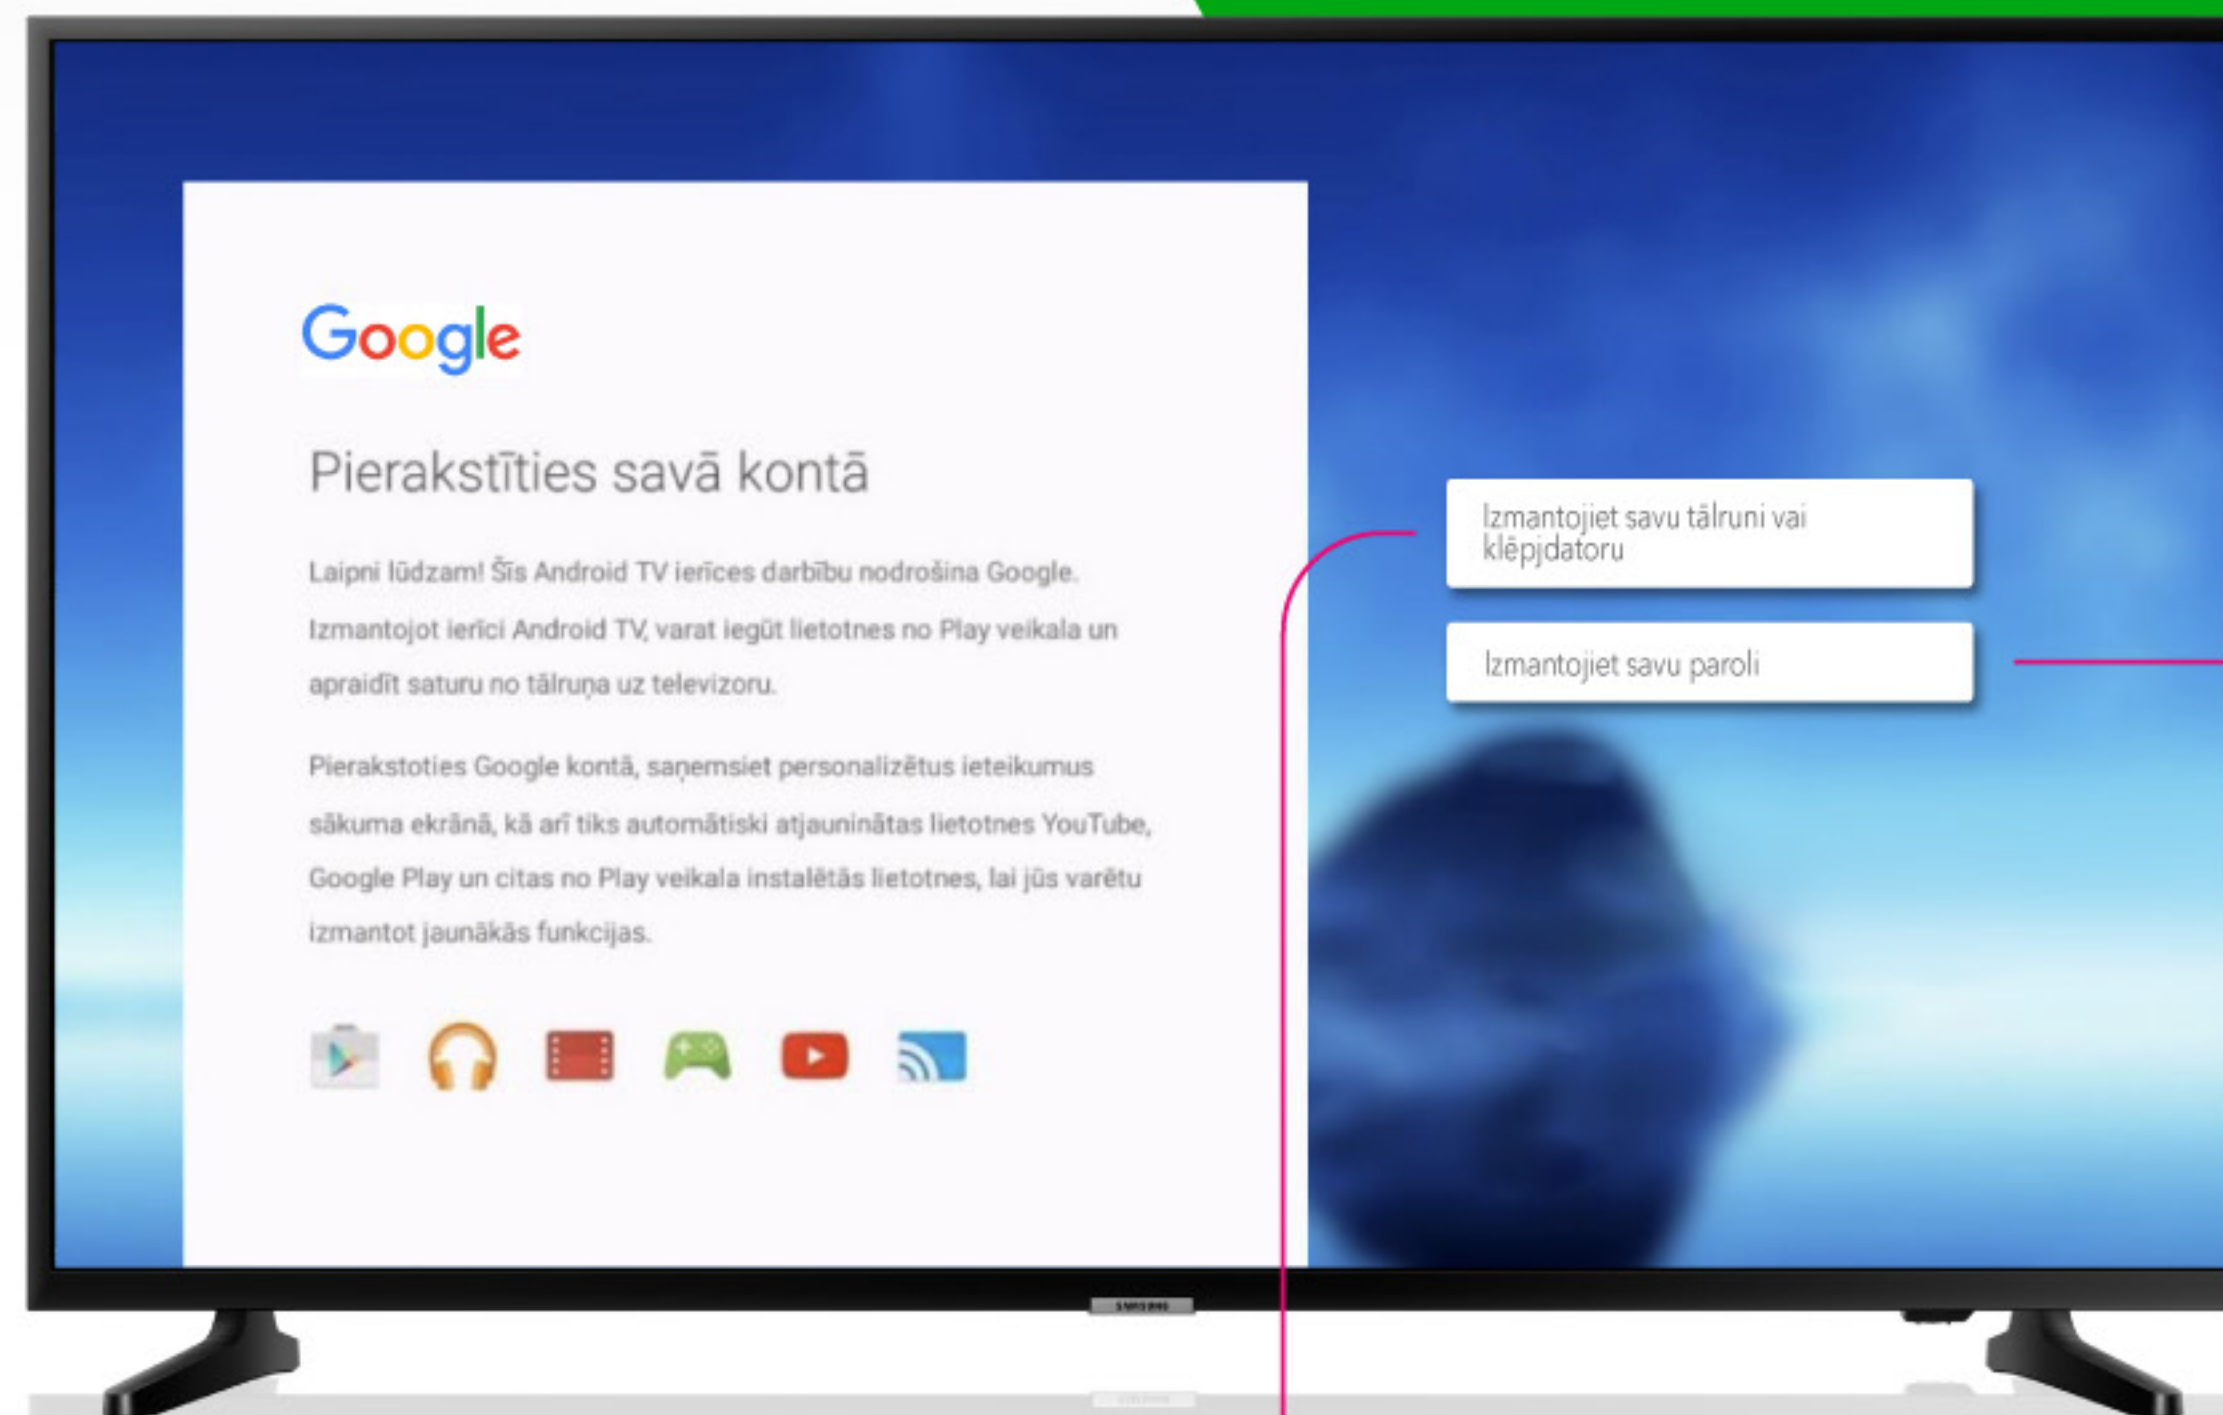 Google
Pierakstīties savā kontā
Laipni lūdzam! Šīs Android TV ierīces darbību nodrošina Google.
Izmantojot ierīci Android TV, varat iegūt lietotnes no Play veikala un
apraidīt saturu no tālruņa uz televizoru.
Pierakstoties Google kontā, saņemsiet personalizētus ieteikumus
sākuma ekrānā, kā arī tiks automātiski atjauninātas lietotnes YouTube,
Google Play un citas no Play veikala instalētās lietotnes, lai jūs varētu
izmantot jaunākās funkcijas.
Izmantojiet savu tālruni vai
klēpjdatoru
Izmantojiet savu paroli
SAMSUNG